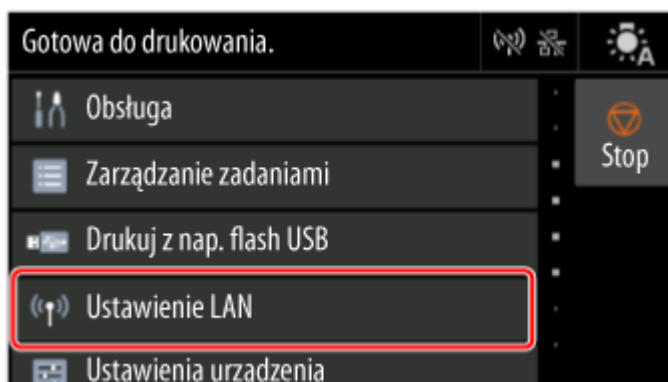 Gotowa do drukowania.
A
Obsługa
Stop
Zarządzanie zadaniami
Drukuj z nap. flash USB
Ustawienie LAN
Ustawienia urządzenia